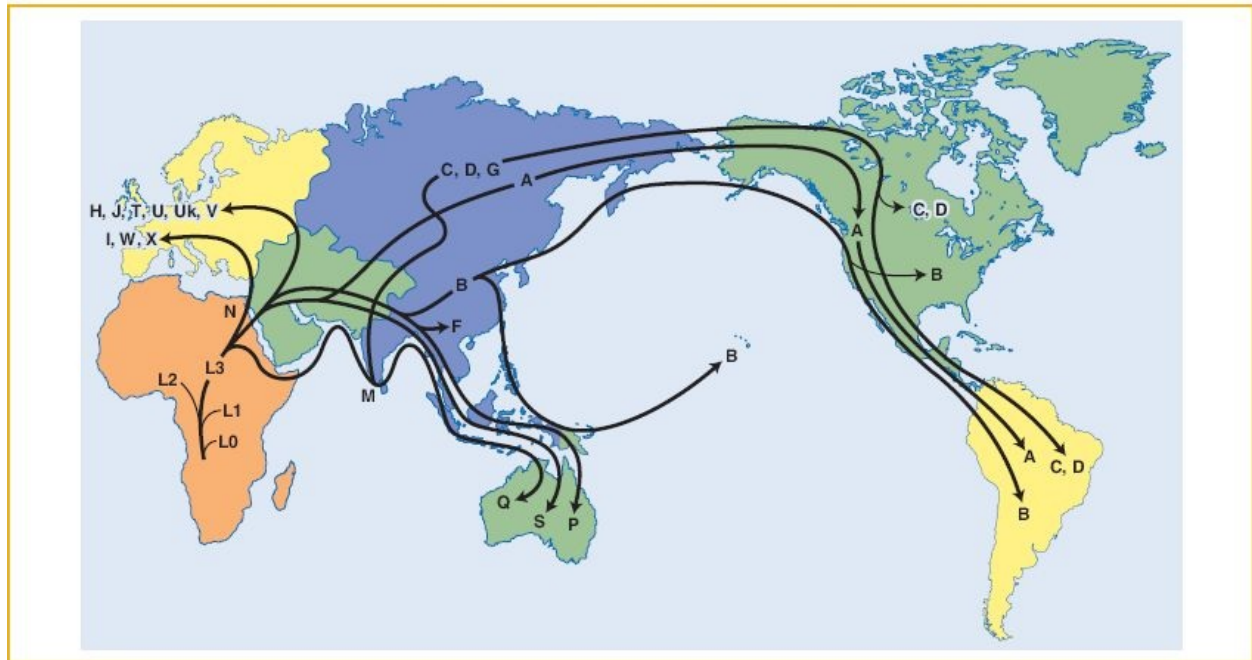 C, D, G
A
H, J, T, U, Uk, V
C, D
I, W, X
A
B
B
N
F
B
L3
L2
M
L1
L0
A
C, D
Q
S
P
B